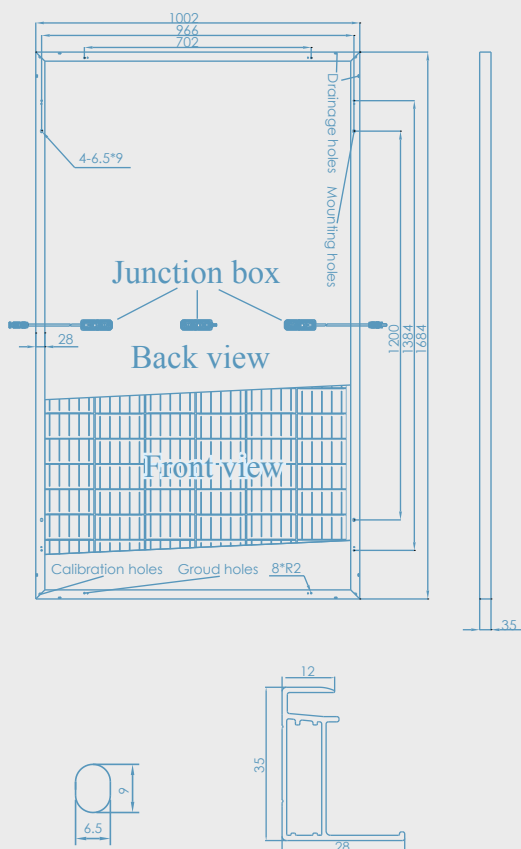 1002
966
702
Drainage holes
Mounting holes
4-6.5*9
Junction box
28
Back view
1200
1384
1684
Front view
Calibration holes
Groud holes
8*R2
35
12
35
28
9
6.5